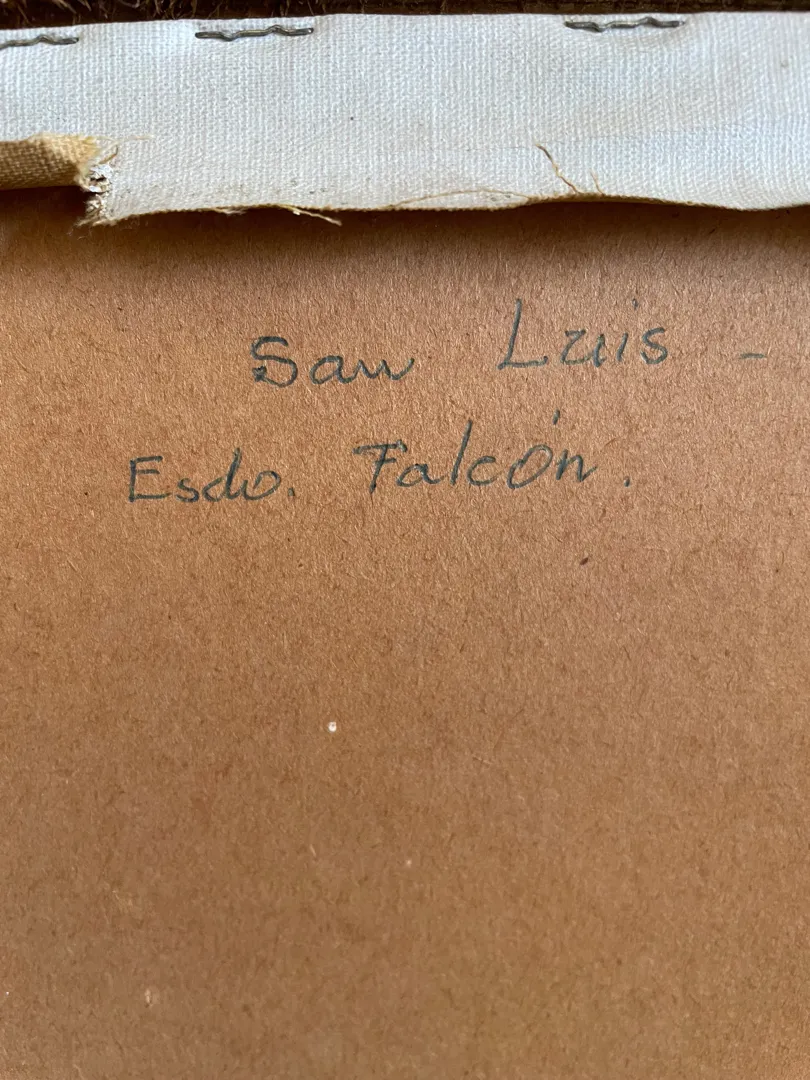 San Luis -
Esdo. Falcón.